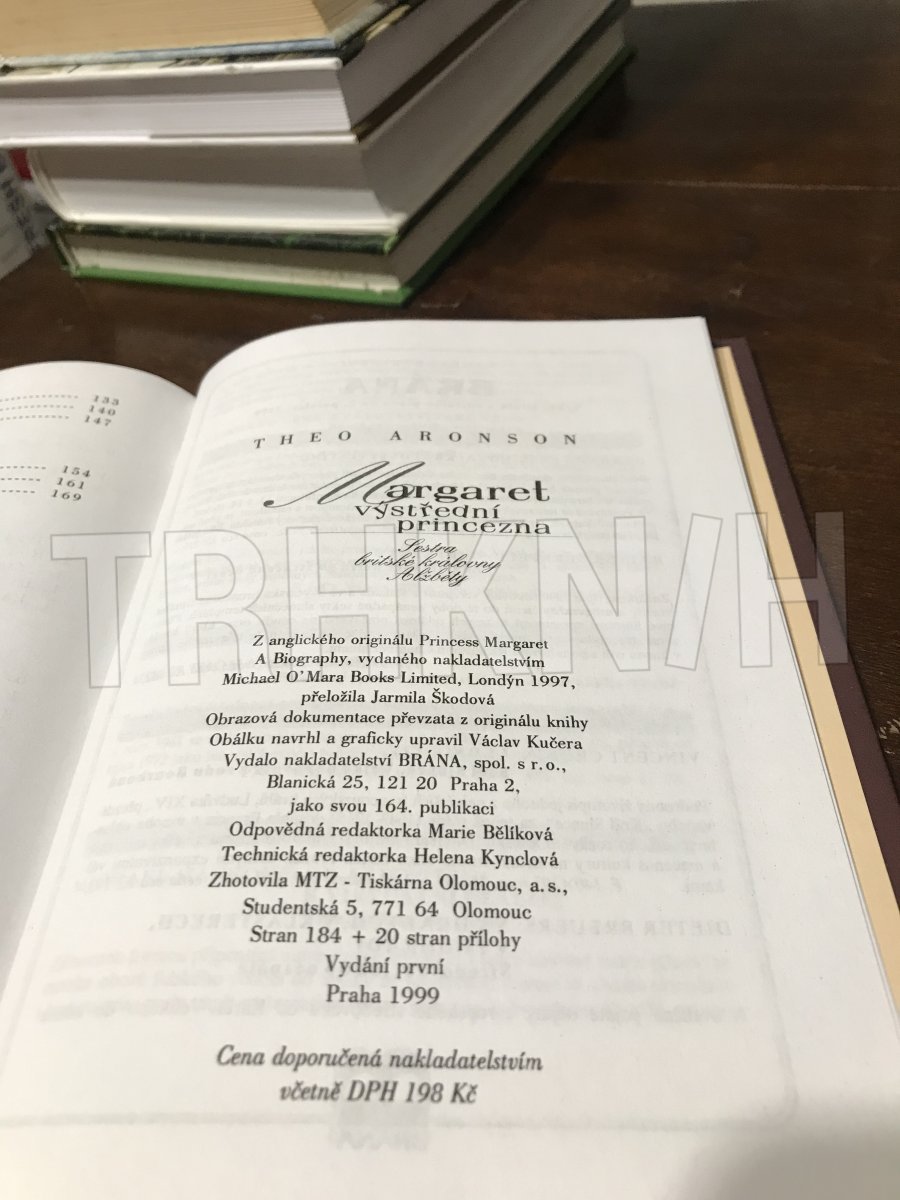 133
140
147
154
161
169
THEO ARONSON
Margaret
výstřední
princezna
Sestra
britské královny
Alžběty
TRHKN/H
Z anglického originálu Princess Margaret
A Biography, vydaného nakladatelstvím
Michael O'Mara Books Limited, Londýn 1997,
přeložila Jarmila Škodová
Obrazová dokumentace převzata z originálu knihy
Obálku navrhl a graficky upravil Václav Kučera
Vydalo nakladatelství BRÁNA, spol. s r.o.,
Blanická 25, 121 20 Praha 2,
jako svou 164. publikaci
Odpovědná redaktorka Marie Bělíková
Technická redaktorka Helena Kynclová
Zhotovila MTZ - Tiskárna Olomouc, a.s.,
Studentská 5, 771 64 Olomouc
Stran 184 + 20 stran přílohy
Vydání první
Praha 1999
Cena doporučená nakladatelstvím
včetně DPH 198 Kč